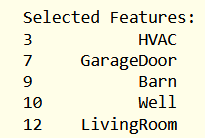 Selected Features:
3 HVAC
7 GarageDoor
9 Barn
10 Well
12 LivingRoom